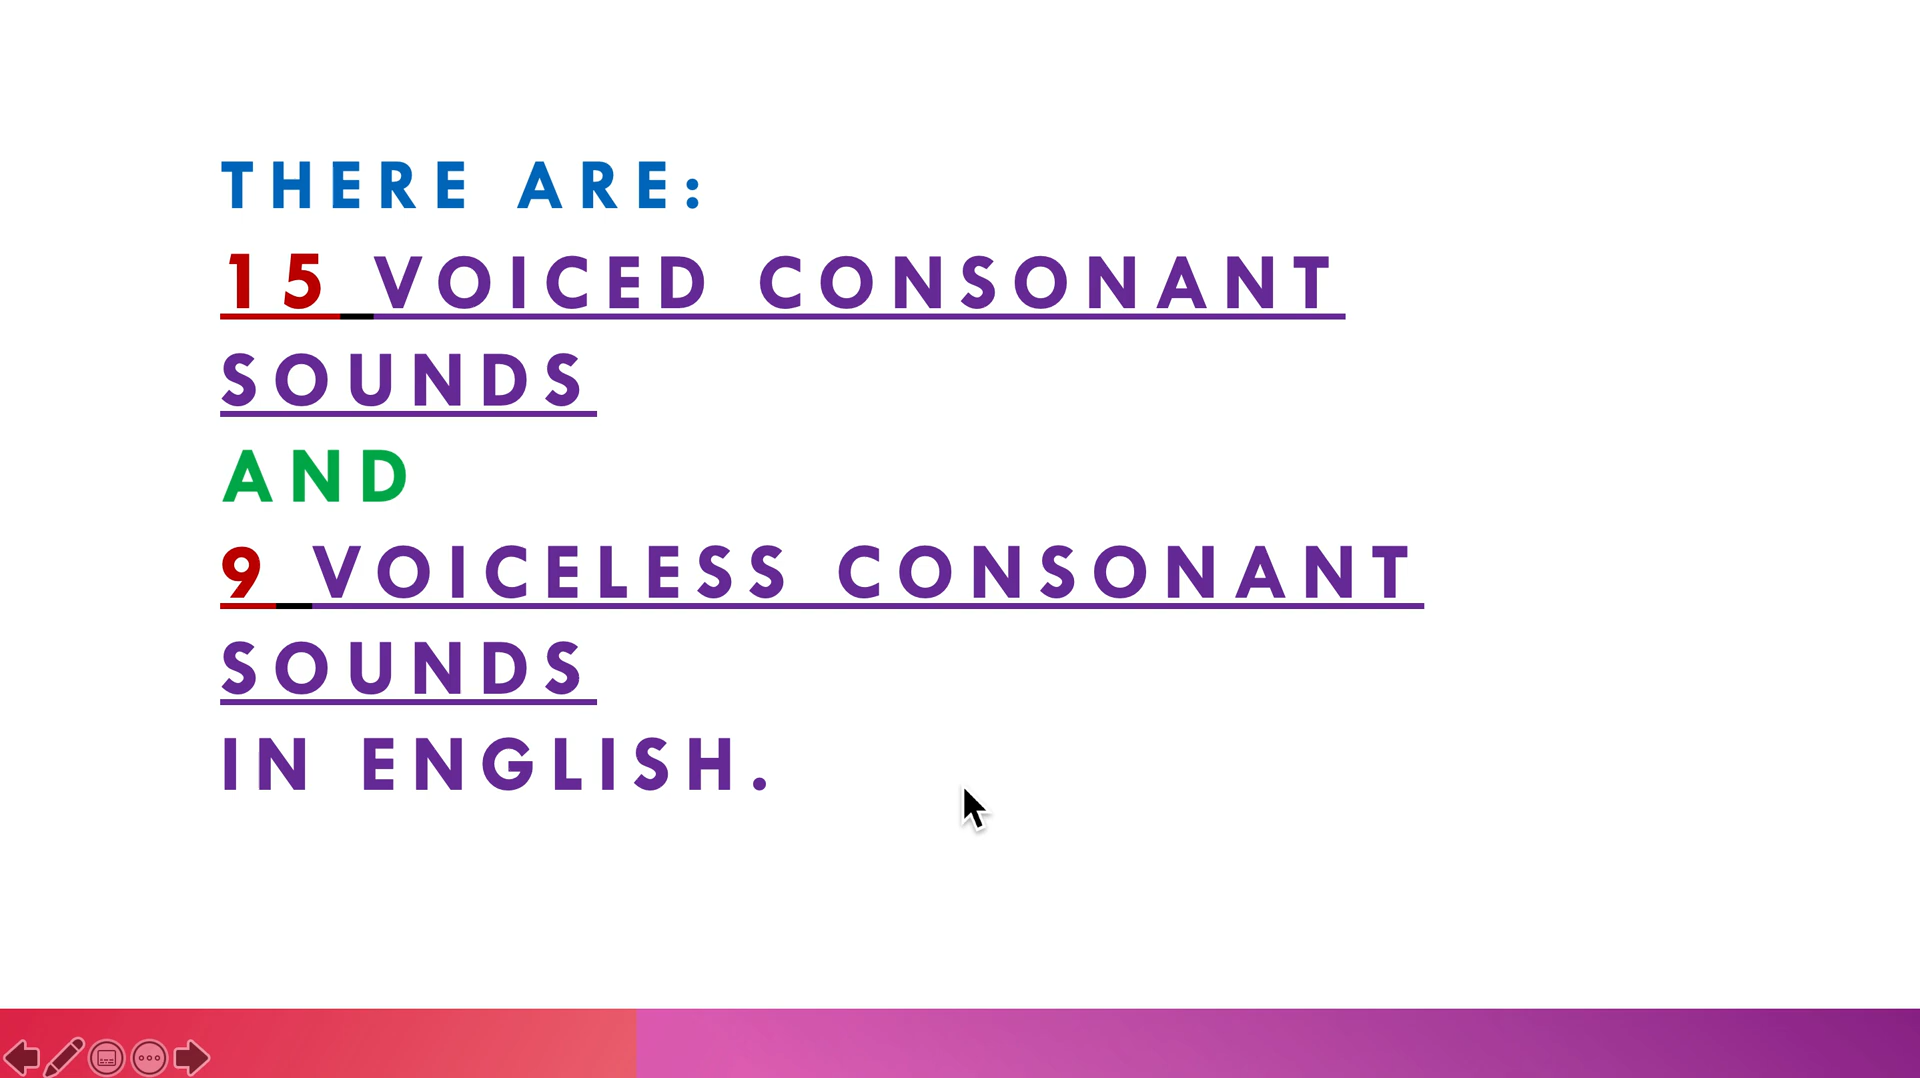 THERE ARE:
15 VOICED CONSONANT
SOUNDS
AND
9 VOICELESS CONSONANT
SOUNDS
IN ENGLISH.